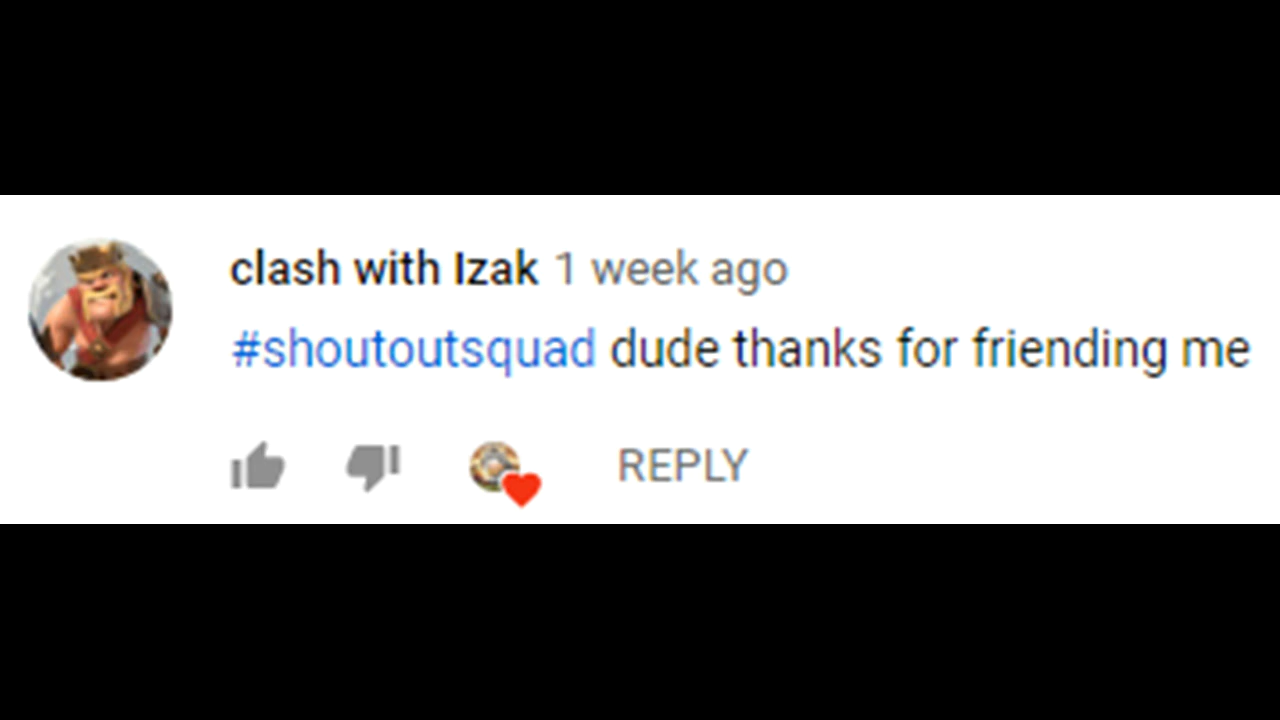 clash with Izak 1 week ago
#shoutoutsquad dude thanks for friending me
REPLY